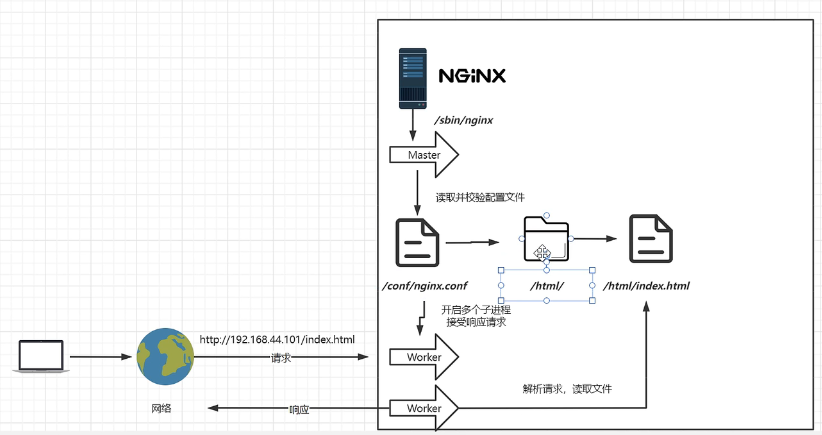 NGiNX
/sbin/nginx
Master
读取并校验配置文件
/conf/nginx.conf
/html/
/html/index.html
开启多个子进程
接受响应请求
http://192.168.44.101/index.html
请求
Worker
解析请求，读取文件
网络
响应
Worker